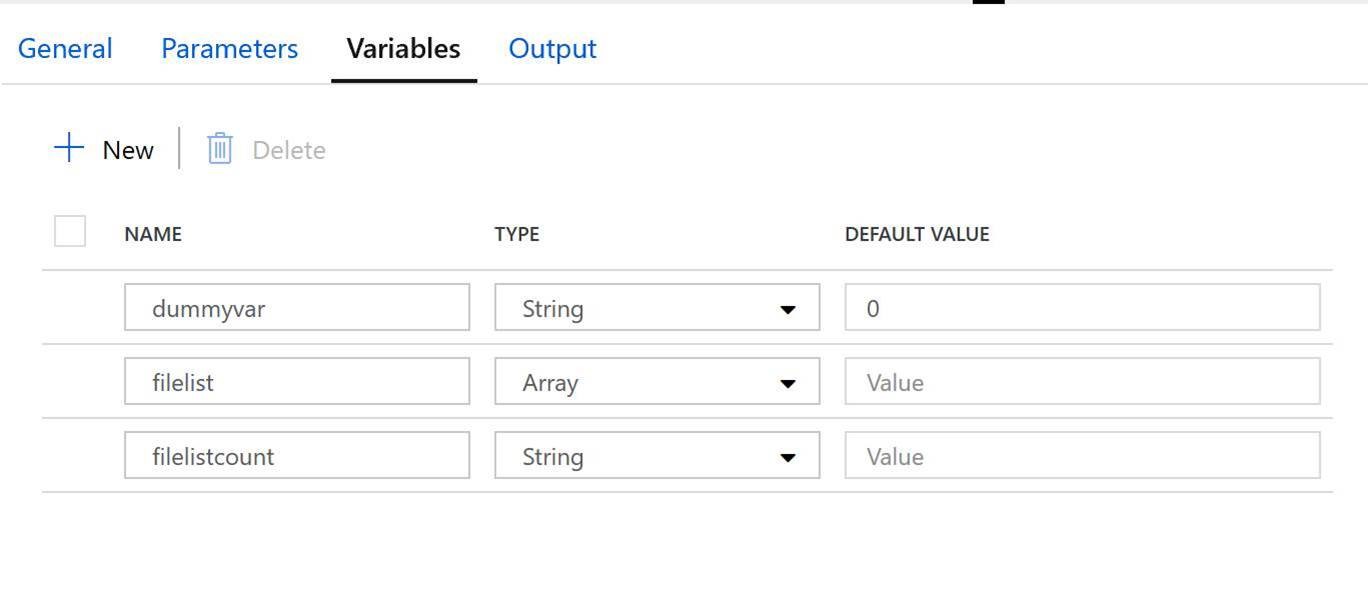 General Parameters Variables Output
New Delete
NAME TYPE DEFAULT VALUE
dummyvar String 0
filelist Array Value
filelistcount String Value